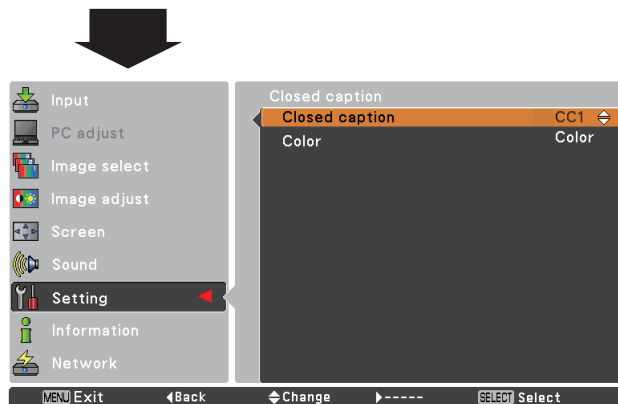 Input
PC adjust
Image select
Image adjust
Screen
Sound
Setting
Information
Network
Closed caption
Closed caption CC1
Color Color
MENU Exit Back Change ----- SELECT Select